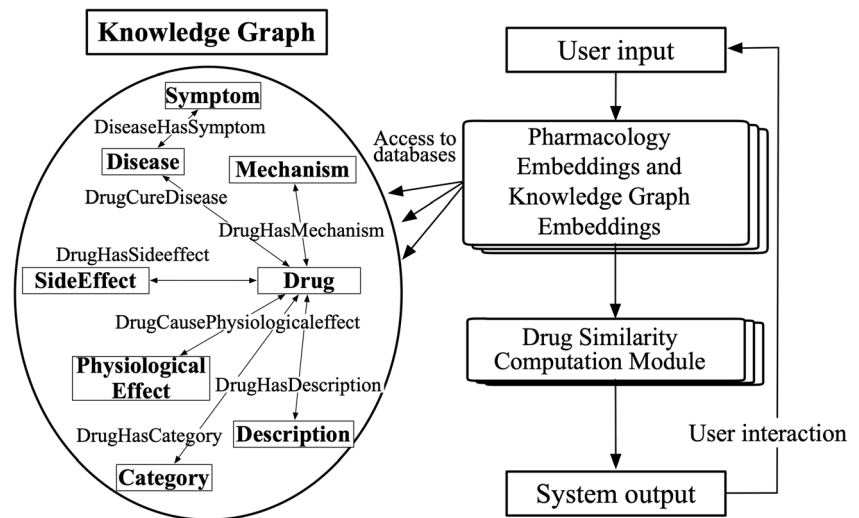 Knowledge Graph
Symptom
DiseaseHasSymptom
Disease
Mechanism
DrugCureDisease
DrugHasMechanism
DrugHasSideeffect
SideEffect
Drug
DrugCausePhysiologicaleffect
Physiological
Effect
DrugHasDescription
DrugHasCategory
Description
Category
Access to
databases
User input
Pharmacology
Embeddings and
Knowledge Graph
Embeddings
Drug Similarity
Computation Module
User interaction
System output